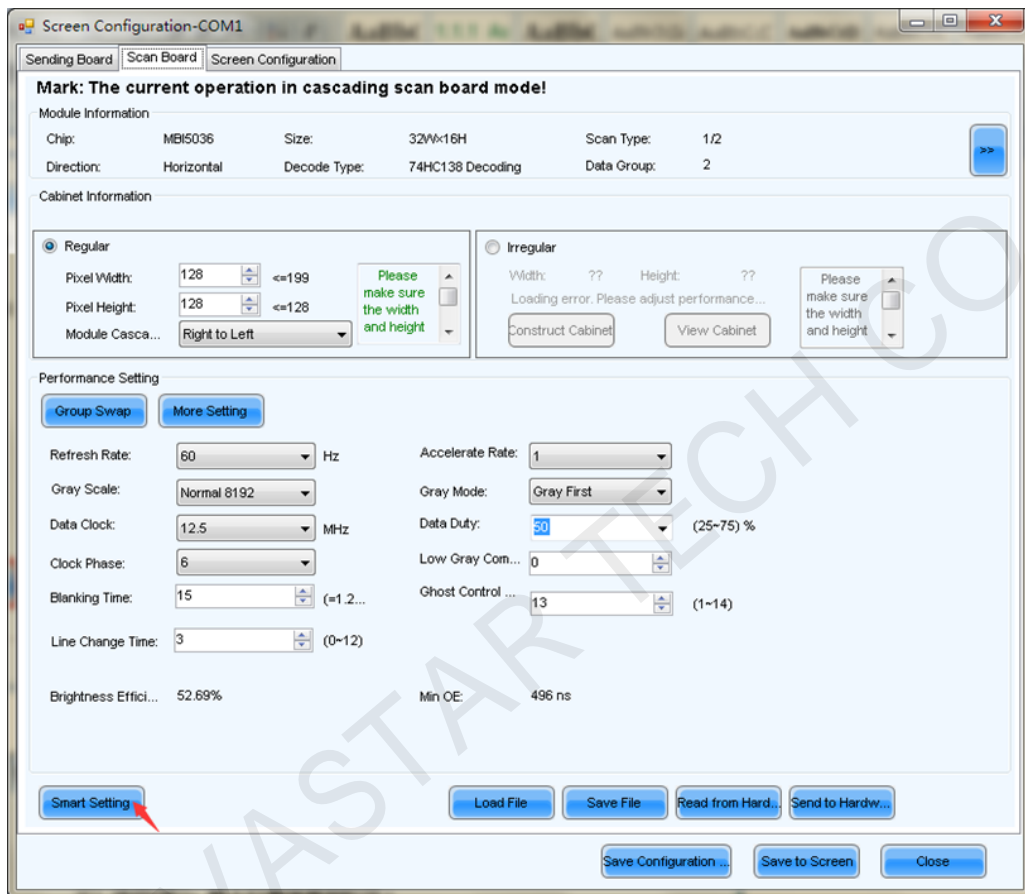 Screen Configuration-COM1
Sending Board Scan Board Screen Configuration
Mark: The current operation in cascading scan board mode!
Module Information
Chip: MBI5036 Size: 32W×16H Scan Type: 1/2
>>
Direction: Horizontal Decode Type: 74HC138 Decoding Data Group: 2
Cabinet Information
Regular
Pixel Width: 128 <=199
Pixel Height: 128 <=128
Module Casca... Right to Left
Please
make sure
the width
and height
Irregular
Width: ?? Height: ??
Loading error. Please adjust performance...
Construct Cabinet View Cabinet
Please
make sure
the width
and height
Performance Setting
Group Swap More Setting
Refresh Rate: 60 Hz Accelerate Rate: 1
Gray Scale: Normal 8192 Gray Mode: Gray First
Data Clock: 12.5 MHz Data Duty: 50 (25~75) %
Clock Phase: 6 Low Gray Com... 0
Blanking Time: 15 (=1.2... Ghost Control ... 13 (1~14)
Line Change Time: 3 (0~12)
Brightness Effici... 52.69% Min OE: 496 ns
Smart Setting Load File Save File Read from Hard... Send to Hardw...
Save Configuration ... Save to Screen Close
VASTAR TECH CO